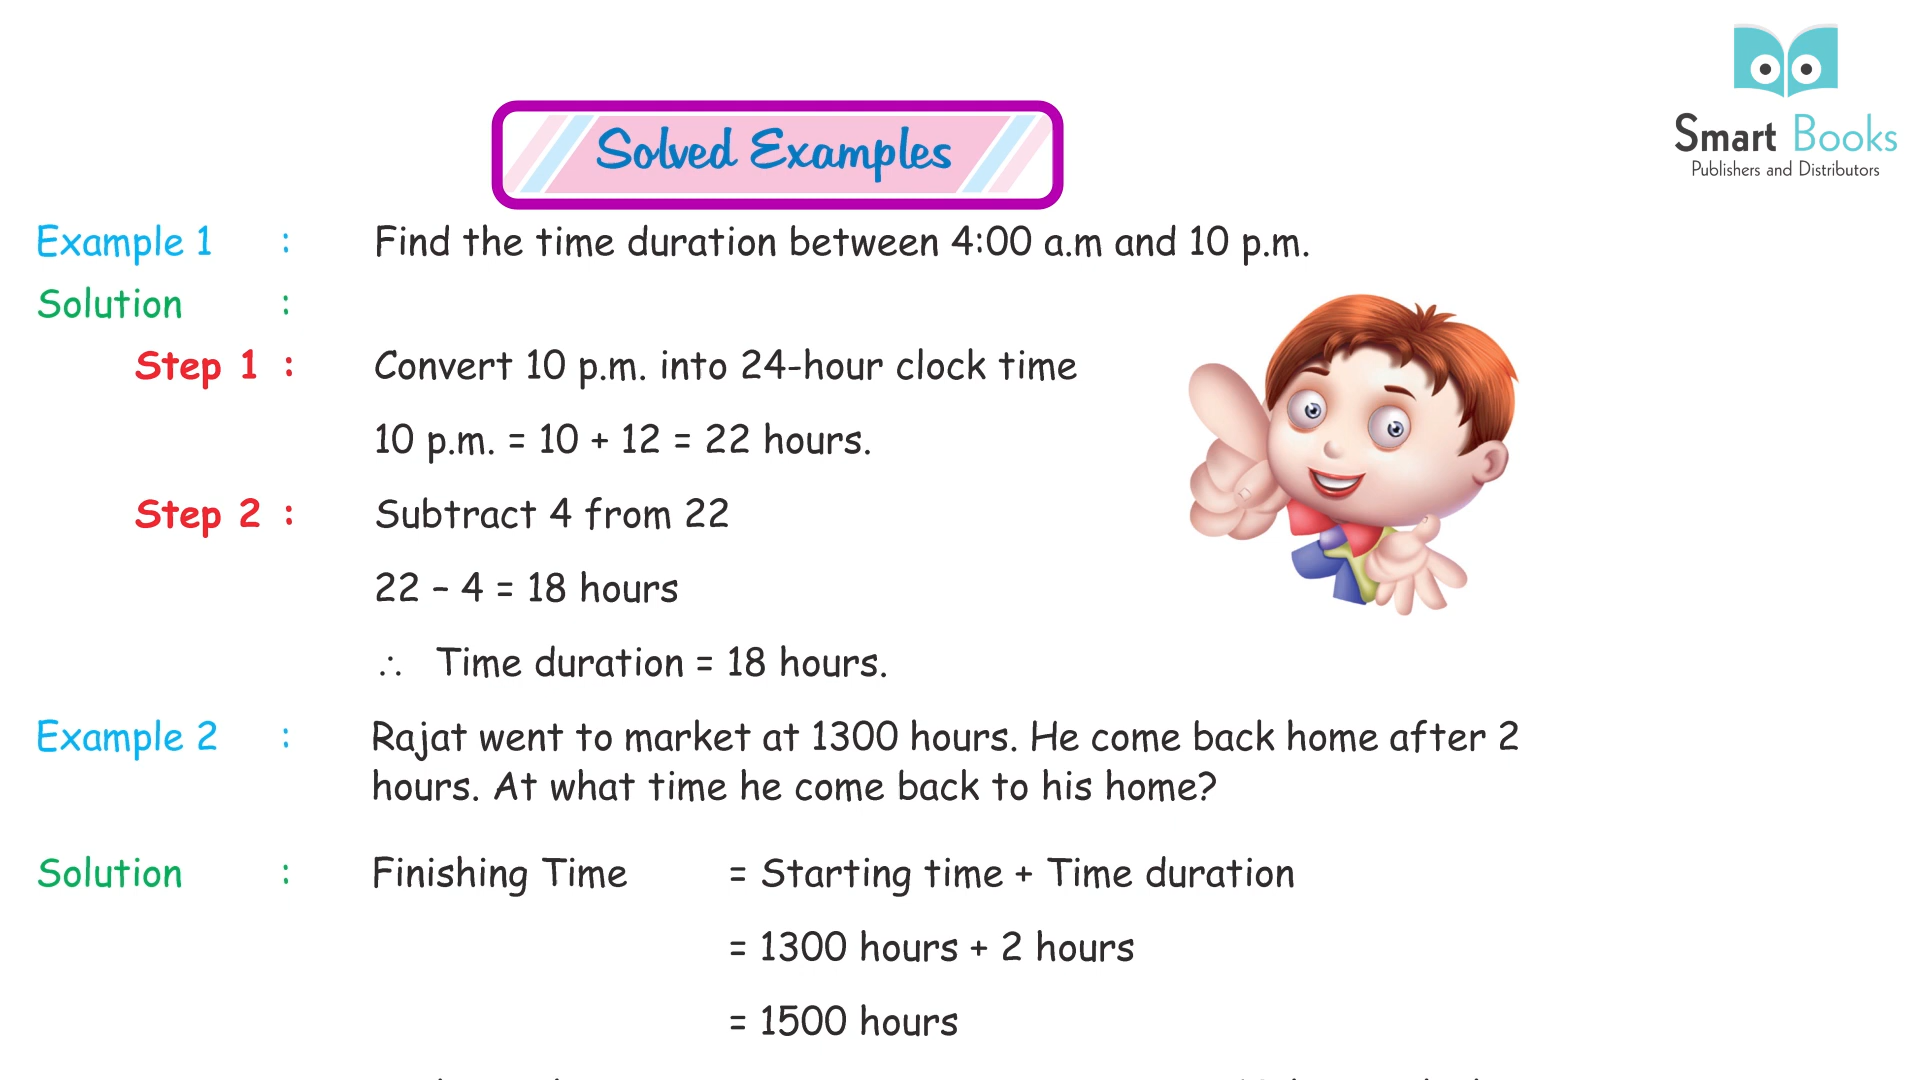 Smart Books
Publishers and Distributors
Solved Examples
Example 1 : Find the time duration between 4:00 a.m and 10 p.m.
Solution :
Step 1 : Convert 10 p.m. into 24-hour clock time
10 p.m. = 10 + 12 = 22 hours.
Step 2 : Subtract 4 from 22
22 – 4 = 18 hours
∴ Time duration = 18 hours.
Example 2 : Rajat went to market at 1300 hours. He come back home after 2
hours. At what time he come back to his home?
Solution : Finishing Time = Starting time + Time duration
= 1300 hours + 2 hours
= 1500 hours